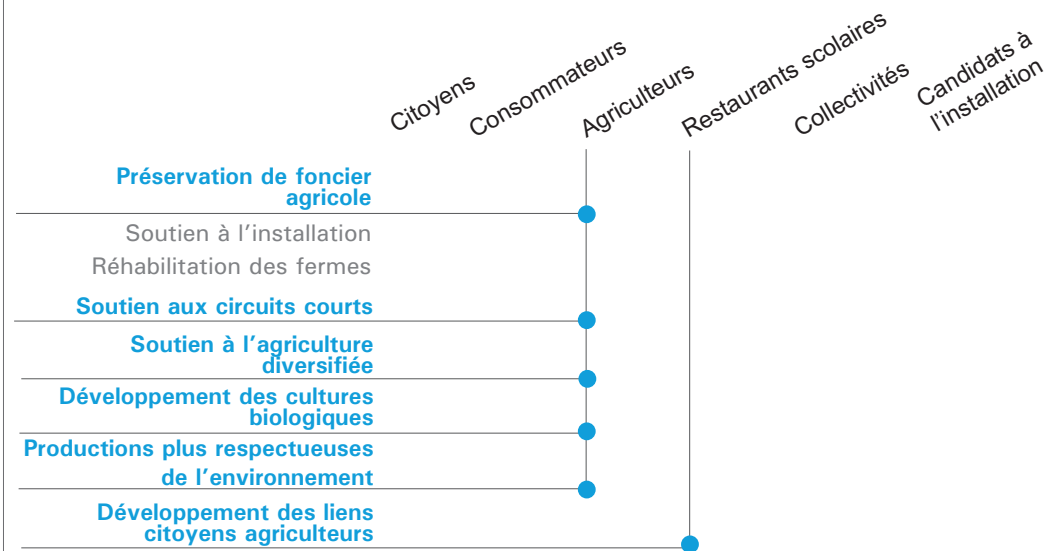 Citoyens
Consommateurs
Agriculteurs
Restaurants scolaires
Collectivités
Candidats à
l’installation
Préservation de foncier
agricole
Soutien à l’installation
Réhabilitation des fermes
Soutien aux circuits courts
Soutien à l’agriculture
diversifiée
Développement des cultures
biologiques
Productions plus respectueuses
de l’environnement
Développement des liens
citoyens agriculteurs